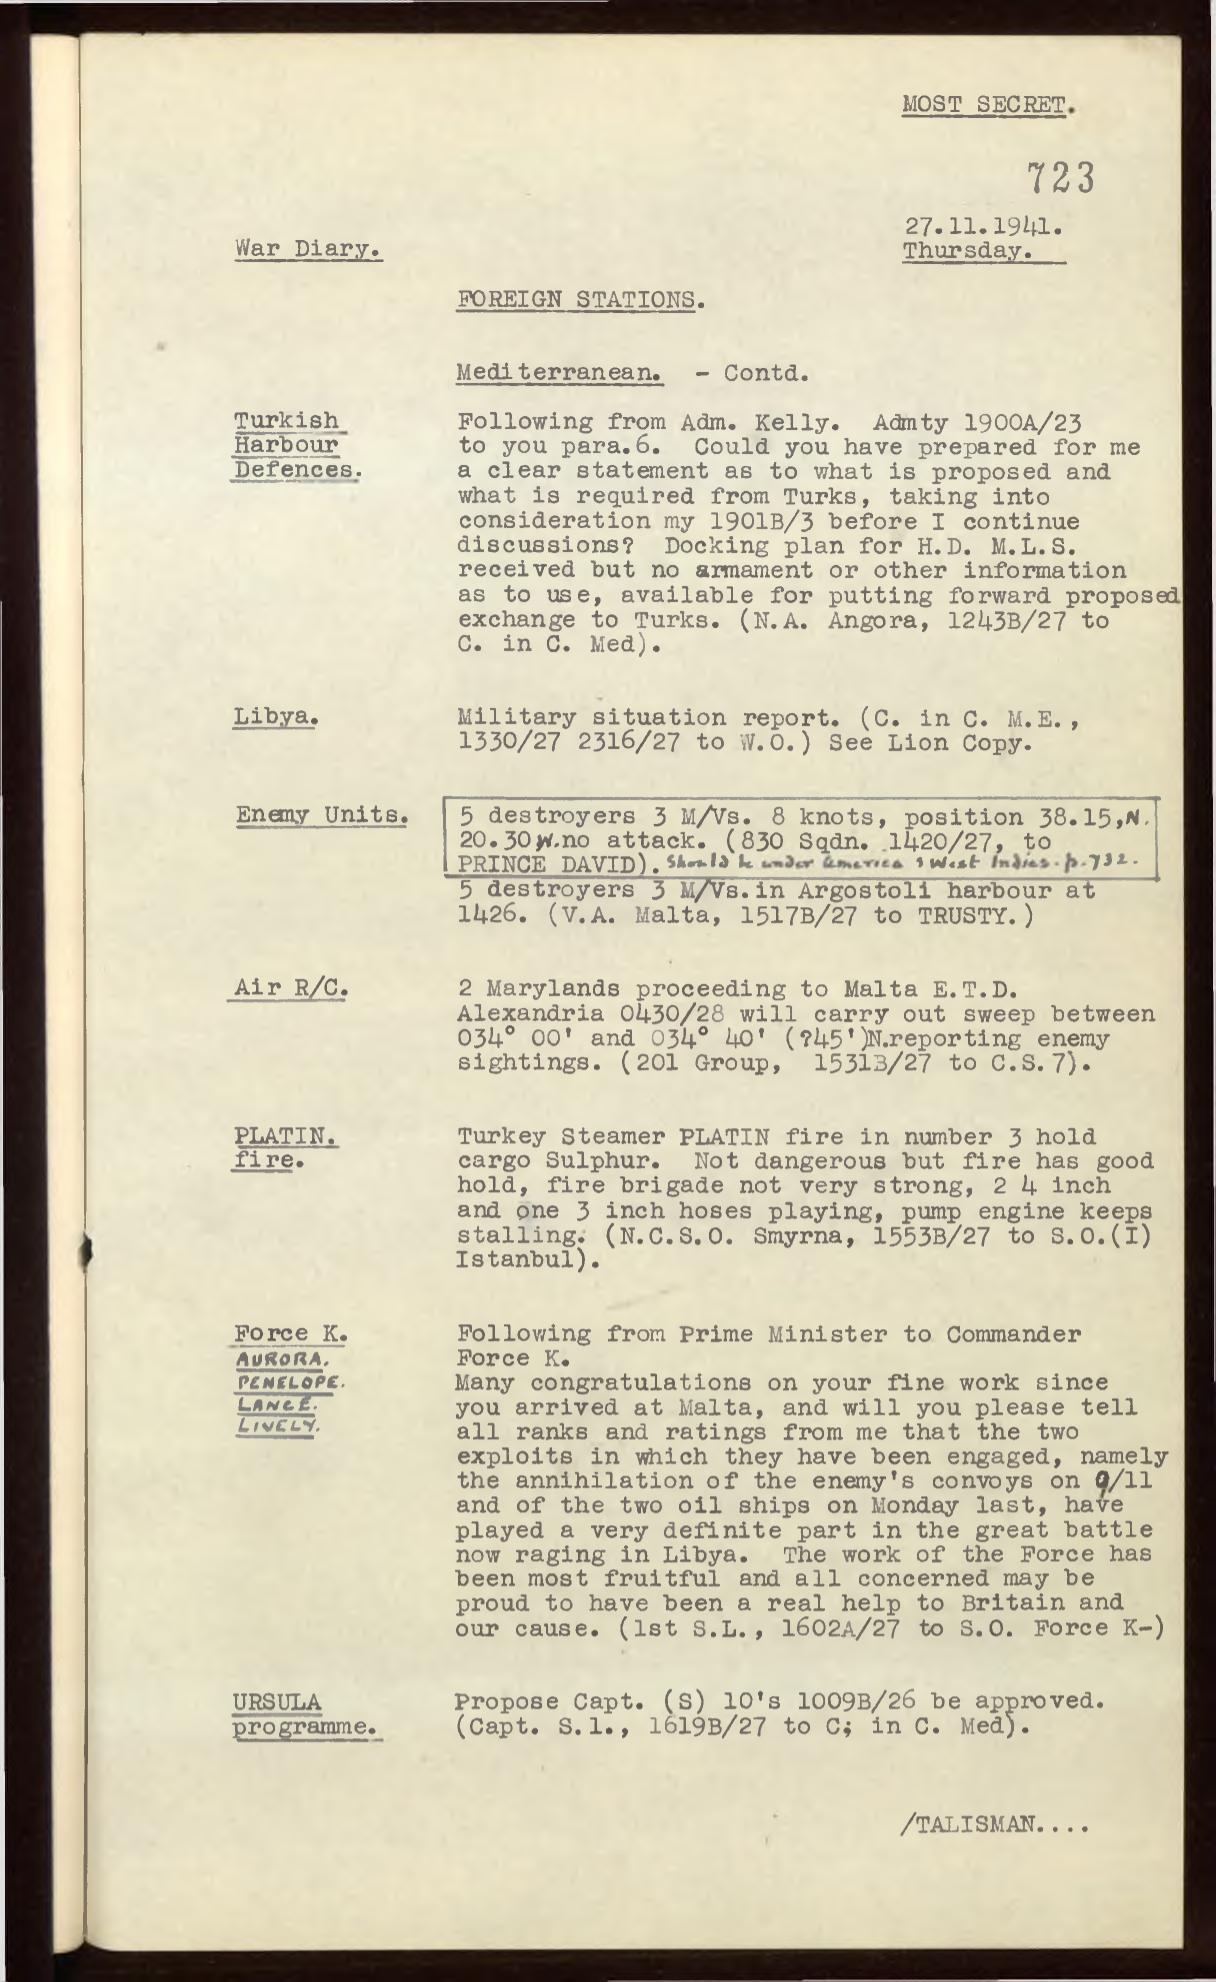 MOST SECRET.
723
27.11.1941.
War Diary.
Thursday.
FOREIGN STATIONS.
Mediterranean. - Contd.
Turkish
Harbour
Defences.
Following from Adm. Kelly. Admty 1900A/23
to you para.6. Could you have prepared for me
a clear statement as to what is proposed and
what is required from Turks, taking into
consideration my 1901B/3 before I continue
discussions? Docking plan for H.D. M.L.S.
received but no armament or other information
as to use, available for putting forward proposed
exchange to Turks. (N.A. Angora, 1243B/27 to
C. in C. Med).
Libya.
Military situation report. (C. in C. M.E.,
1330/27 2316/27 to W.O.) See Lion Copy.
Enemy Units.
5 destroyers 3 M/Vs. 8 knots, position 38.15,N.
20.30W.no attack. (830 Sqdn. 1420/27, to
PRINCE DAVID). Should be under America & West Indies. p.732.
5 destroyers 3 M/Vs.in Argostoli harbour at
1426. (V.A. Malta, 1517B/27 to TRUSTY.)
Air R/C.
2 Marylands proceeding to Malta E.T.D.
Alexandria 0430/28 will carry out sweep between
034° 00' and 034° 40' (?45')N.reporting enemy
sightings. (201 Group, 1531B/27 to C.S.7).
PLATIN.
fire.
Turkey Steamer PLATIN fire in number 3 hold
cargo Sulphur. Not dangerous but fire has good
hold, fire brigade not very strong, 2 4 inch
and one 3 inch hoses playing, pump engine keeps
stalling. (N.C.S.O. Smyrna, 1553B/27 to S.O.(I)
Istanbul).
Force K.
AURORA.
PENELOPE.
LANCE.
LIVELY.
Following from Prime Minister to Commander
Force K.
Many congratulations on your fine work since
you arrived at Malta, and will you please tell
all ranks and ratings from me that the two
exploits in which they have been engaged, namely
the annihilation of the enemy's convoys on 9/11
and of the two oil ships on Monday last, have
played a very definite part in the great battle
now raging in Libya. The work of the Force has
been most fruitful and all concerned may be
proud to have been a real help to Britain and
our cause. (1st S.L., 1602A/27 to S.O. Force K-)
URSULA
programme.
Propose Capt. (S) 10's 1009B/26 be approved.
(Capt. S.1., 1619B/27 to C; in C. Med).
/TALISMAN....